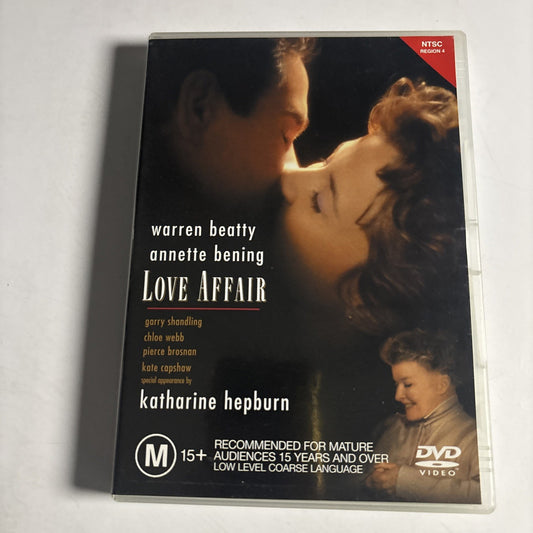 NTSC
REGION 4
warren beatty
annette bening
LOVE AFFAIR
garry shandling
chloe webb
pierce brosnan
kate capshaw
special appearance by
katharine hepburn
M 15+
RECOMMENDED FOR MATURE
AUDIENCES 15 YEARS AND OVER
LOW LEVEL COARSE LANGUAGE
DVD
VIDEO